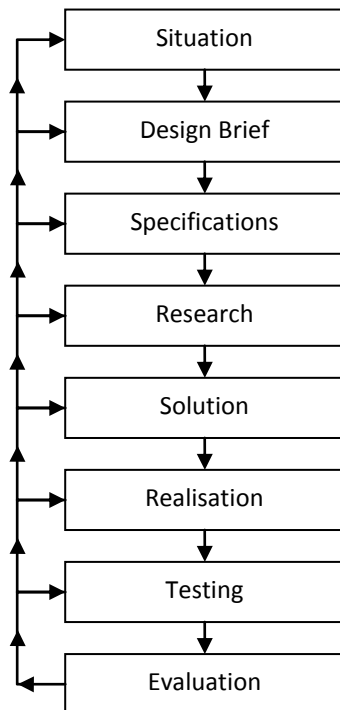 Situation
Design Brief
Specifications
Research
Solution
Realisation
Testing
Evaluation